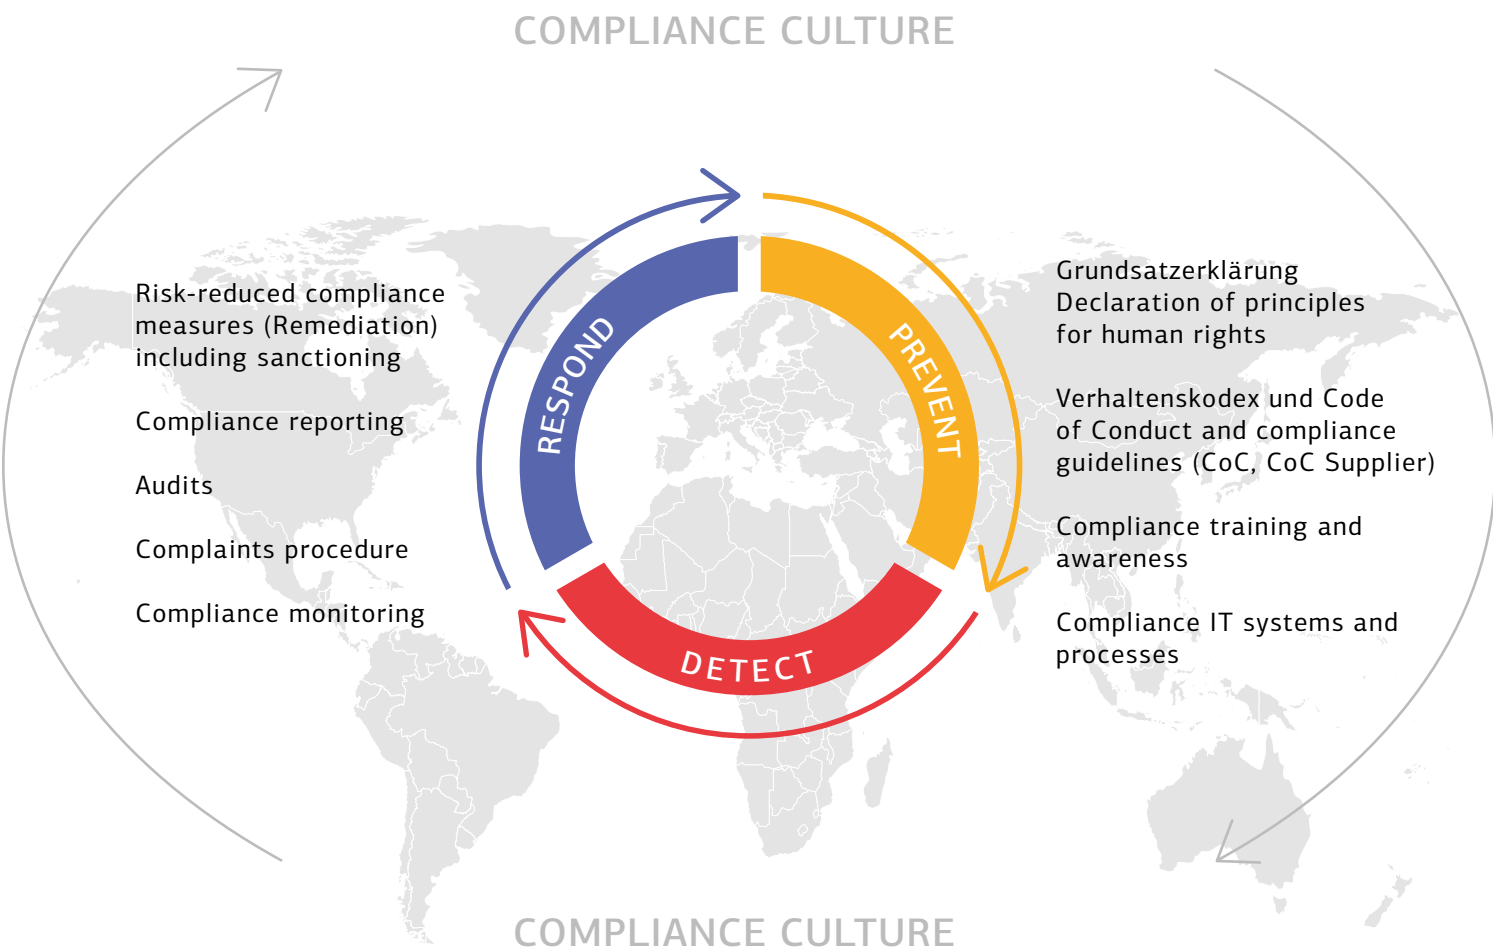 COMPLIANCE CULTURE
Risk-reduced compliance
measures (Remediation)
including sanctioning
Compliance reporting
Audits
Complaints procedure
Compliance monitoring
RESPOND
PREVENT
DETECT
Grundsatzerklärung
Declaration of principles
for human rights
Verhaltenskodex und Code
of Conduct and compliance
guidelines (CoC, CoC Supplier)
Compliance training and
awareness
Compliance IT systems and
processes
COMPLIANCE CULTURE